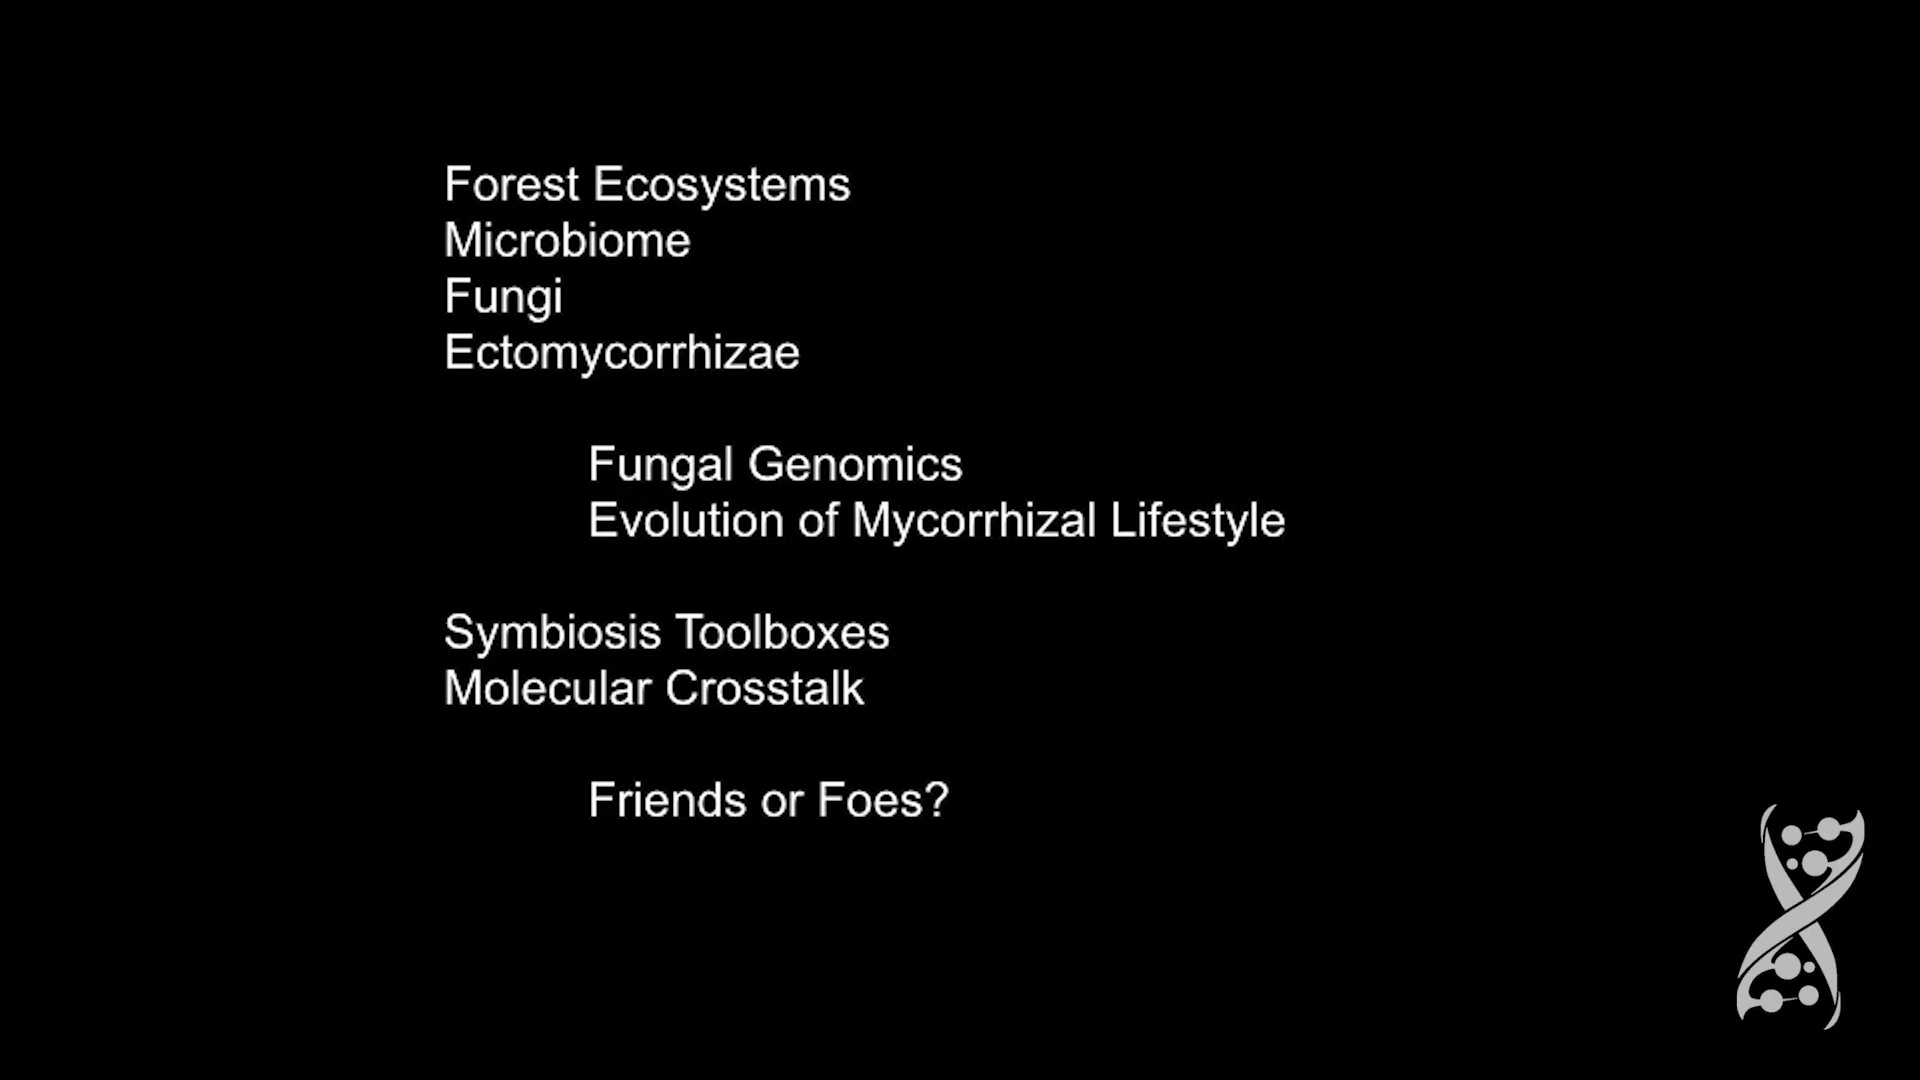 Forest Ecosystems
Microbiome
Fungi
Ectomycorrhizae
Fungal Genomics
Evolution of Mycorrhizal Lifestyle
Symbiosis Toolboxes
Molecular Crosstalk
Friends or Foes?